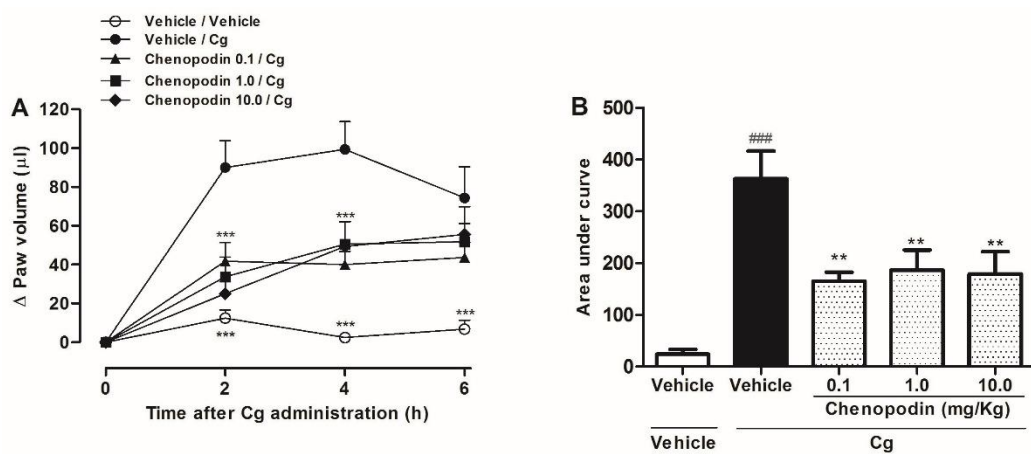 Vehicle / Vehicle
Vehicle / Cg
Chenopodin 0.1 / Cg
Chenopodin 1.0 / Cg
Chenopodin 10.0 / Cg
A
Δ Paw volume (µl)
120
100
80
60
40
20
0
***
***
***
***
***
0 2 4 6
Time after Cg administration (h)
B
Area under curve
500
400
300
200
100
0
###
** ** **
Vehicle Vehicle 0.1 1.0 10.0
Chenopodin (mg/Kg)
Vehicle Cg